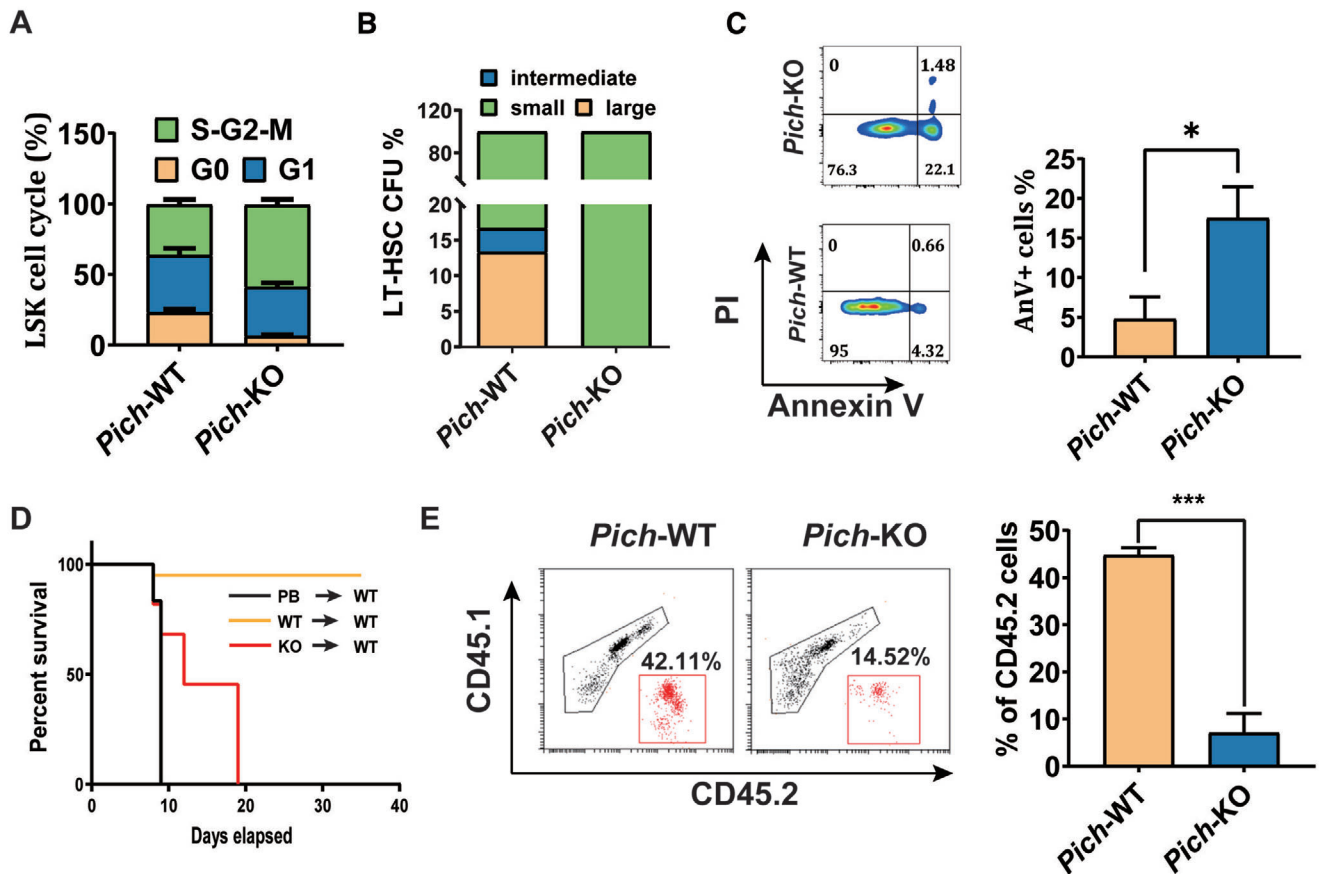 A
LSK cell cycle (%)
S-G2-M
G0 G1
150
100
50
0
Pich-WT
Pich-KO
B
intermediate
small large
LT-HSC CFU %
120
80
20
15
10
5
0
Pich-WT
Pich-KO
C
Pich-KO
0 1.48
76.3 22.1
Pich-WT
0 0.66
95 4.32
PI
Annexin V
*
AnV+ cells %
25
20
15
10
5
0
Pich-WT
Pich-KO
D
Percent survival
100
50
0
PB WT
WT WT
KO WT
0 10 20 30 40
Days elapsed
E
Pich-WT Pich-KO
CD45.1
42.11% 14.52%
CD45.2
***
% of CD45.2 cells
50
40
30
20
10
0
Pich-WT
Pich-KO